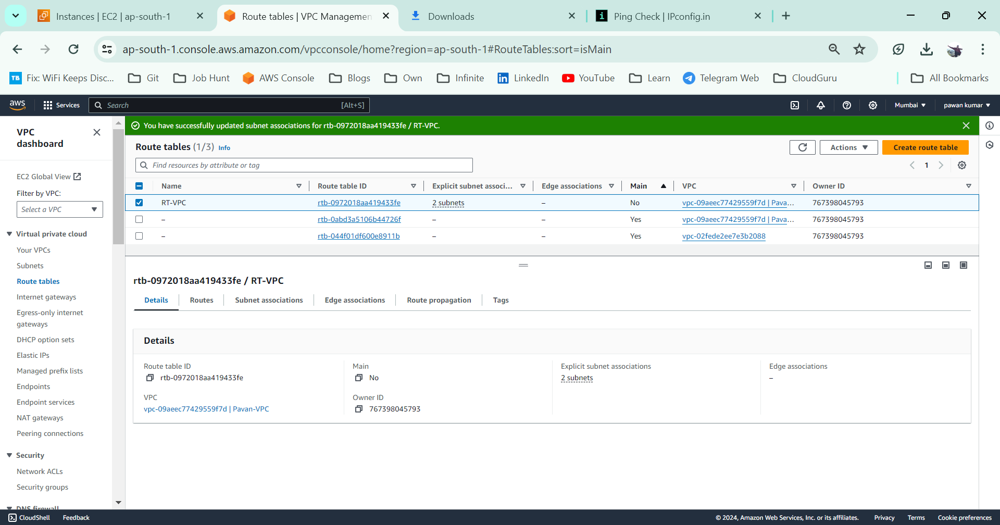 Instances | EC2 | ap-south-1
Route tables | VPC Managemen
Downloads
Ping Check | IPconfig.in
ap-south-1.console.aws.amazon.com/vpcconsole/home?region=ap-south-1#RouteTables:sort=isMain
TB Fix: WiFi Keeps Disc... Git Job Hunt AWS Console Blogs Own Infinite LinkedIn YouTube Learn Telegram Web CloudGuru All Bookmarks
aws Services Search [Alt+S] Mumbai pawan kumar
VPC dashboard
EC2 Global View
Filter by VPC:
Select a VPC
Virtual private cloud
Your VPCs
Subnets
Route tables
Internet gateways
Egress-only internet
gateways
DHCP option sets
Elastic IPs
Managed prefix lists
Endpoints
Endpoint services
NAT gateways
Peering connections
Security
Network ACLs
Security groups
DNS firewall
You have successfully updated subnet associations for rtb-0972018aa419433fe / RT-VPC.
Route tables (1/3) Info
Actions
Create route table
Find resources by attribute or tag
1
Name Route table ID Explicit subnet associ... Edge associations Main VPC Owner ID
RT-VPC rtb-0972018aa419433fe 2 subnets – No vpc-09aeec77429559f7d | Pava... 767398045793
– rtb-0abd3a5106b44726f – – Yes vpc-09aeec77429559f7d | Pava... 767398045793
– rtb-044f01df600e8911b – – Yes vpc-02fede2ee7e3b2088 767398045793
rtb-0972018aa419433fe / RT-VPC
Details Routes Subnet associations Edge associations Route propagation Tags
Details
Route table ID
rtb-0972018aa419433fe
Main
No
Explicit subnet associations
2 subnets
Edge associations
–
VPC
vpc-09aeec77429559f7d | Pavan-VPC
Owner ID
767398045793
CloudShell Feedback © 2024, Amazon Web Services, Inc. or its affiliates. Privacy Terms Cookie preferences